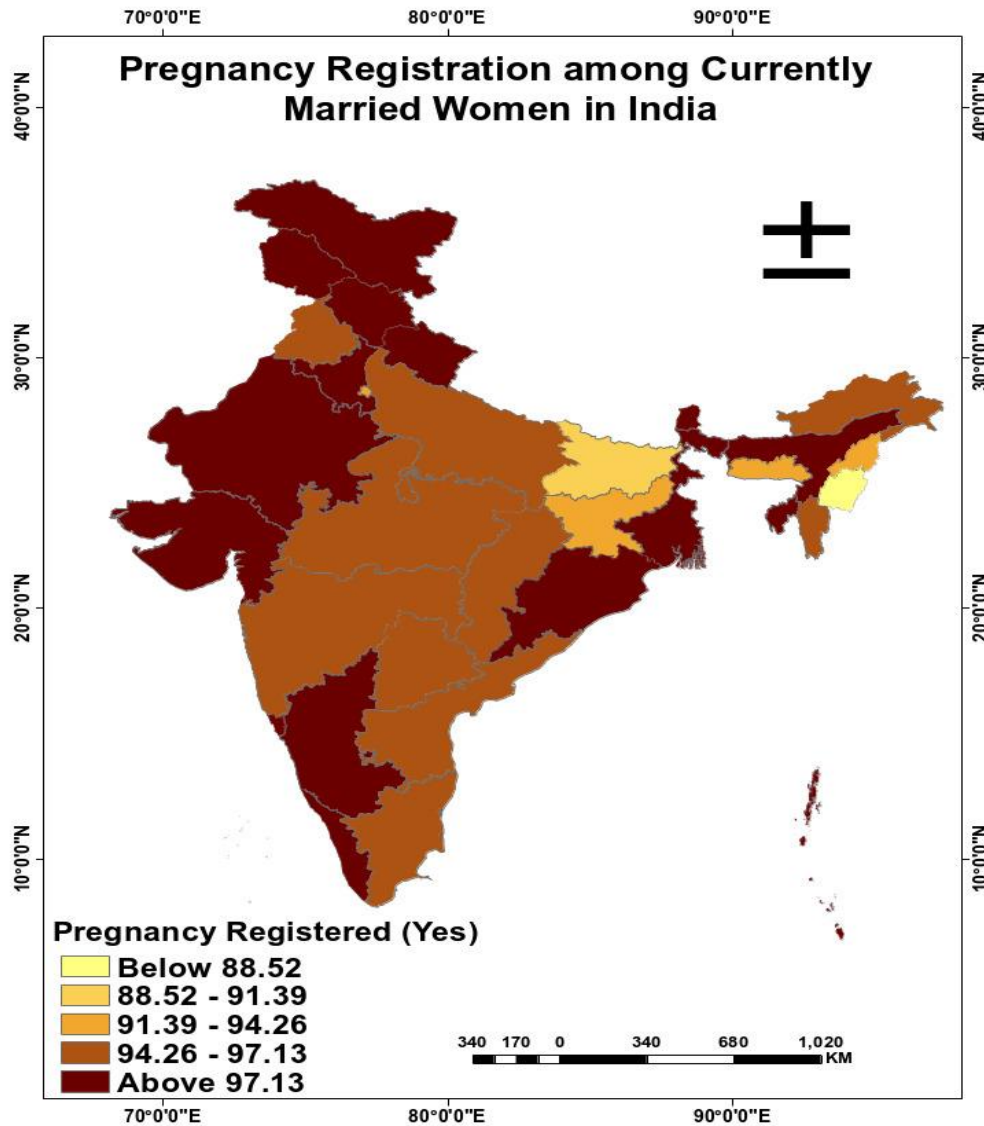 70°0'0"E 80°0'0"E 90°0'0"E
Pregnancy Registration among Currently
Married Women in India
40°0'0"N 40°0'0"N
30°0'0"N 30°0'0"N
20°0'0"N 20°0'0"N
10°0'0"N 10°0'0"N
Pregnancy Registered (Yes)
Below 88.52
88.52 - 91.39
91.39 - 94.26
94.26 - 97.13
Above 97.13
340 170 0 340 680 1,020
KM
70°0'0"E 80°0'0"E 90°0'0"E